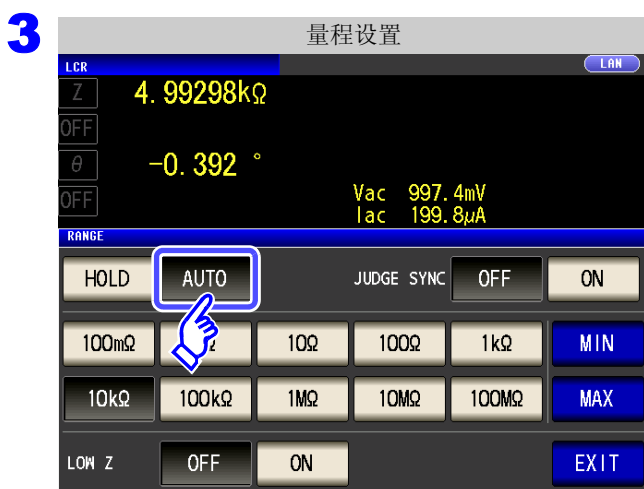 3
量程设置
LCR
LAN
Z 4.99298kΩ
OFF
θ -0.392 °
OFF
Vac 997.4mV
Iac 199.8μA
RANGE
HOLD AUTO JUDGE SYNC OFF ON
100mΩ 10Ω 100Ω 1kΩ MIN
10kΩ 100kΩ 1MΩ 10MΩ 100MΩ MAX
LOW Z OFF ON EXIT